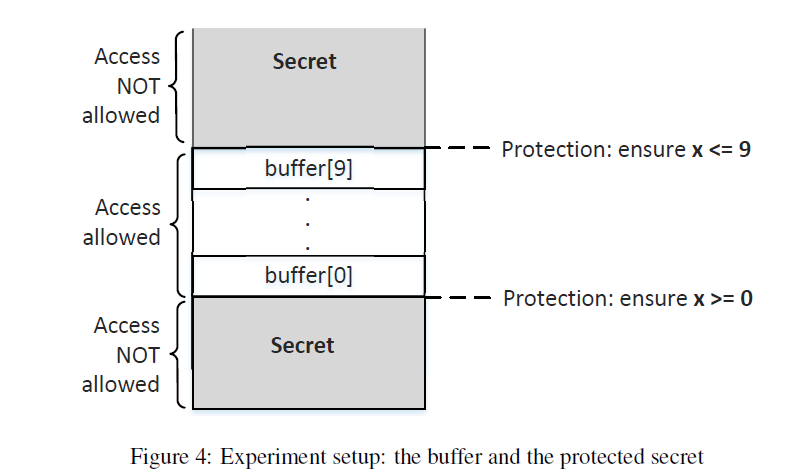 Access
NOT
allowed
Secret
Protection: ensure x <= 9
buffer[9]
.
.
.
Access
allowed
buffer[0]
Protection: ensure x >= 0
Access
NOT
allowed
Secret
Figure 4: Experiment setup: the buffer and the protected secret